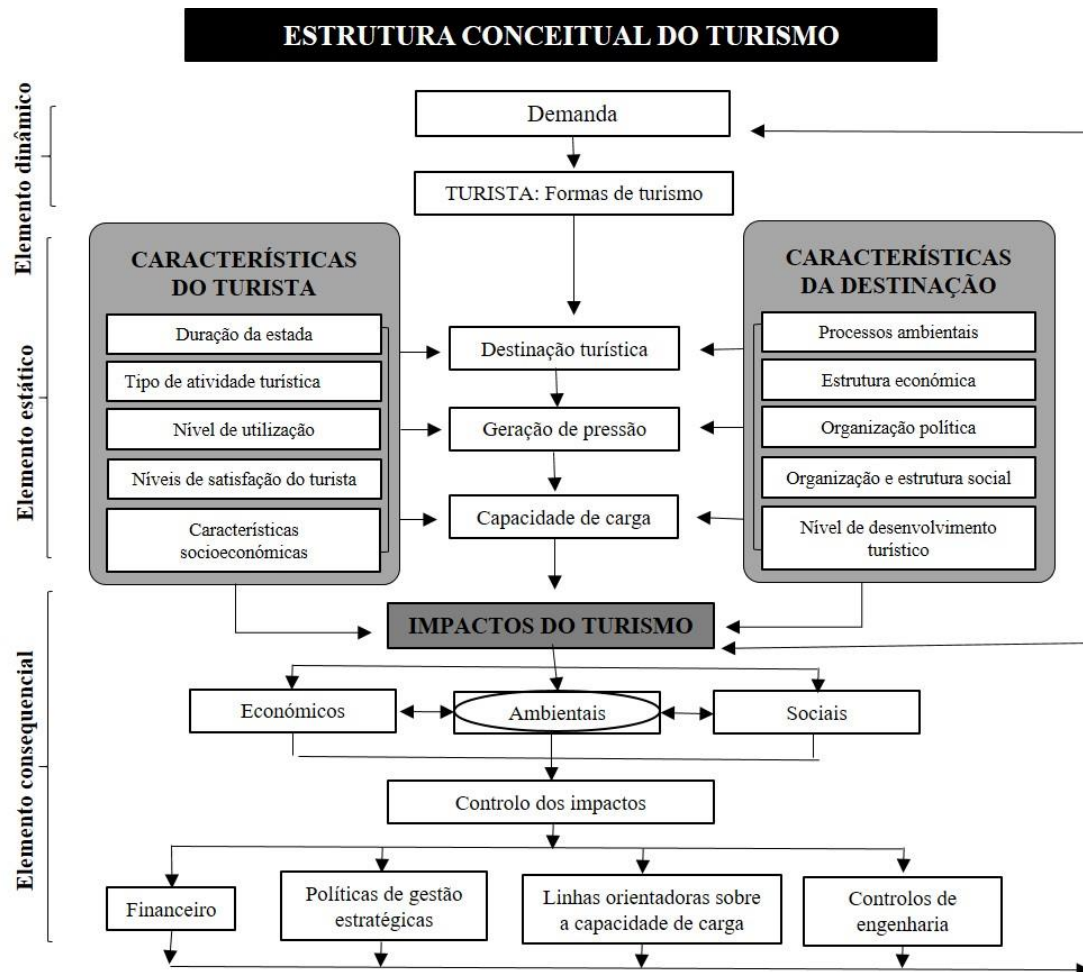 ESTRUTURA CONCEITUAL DO TURISMO
Elemento dinâmico
Demanda
TURISTA: Formas de turismo
Elemento estático
CARACTERÍSTICAS
DO TURISTA
Duração da estada
Tipo de atividade turística
Nível de utilização
Níveis de satisfação do turista
Características
socioeconómicas
Destinação turística
Geração de pressão
Capacidade de carga
CARACTERÍSTICAS
DA DESTINAÇÃO
Processos ambientais
Estrutura económica
Organização política
Organização e estrutura social
Nível de desenvolvimento
turístico
Elemento consequencial
IMPACTOS DO TURISMO
Económicos
Ambientais
Sociais
Controlo dos impactos
Financeiro
Políticas de gestão
estratégicas
Linhas orientadoras sobre
a capacidade de carga
Controlos de
engenharia